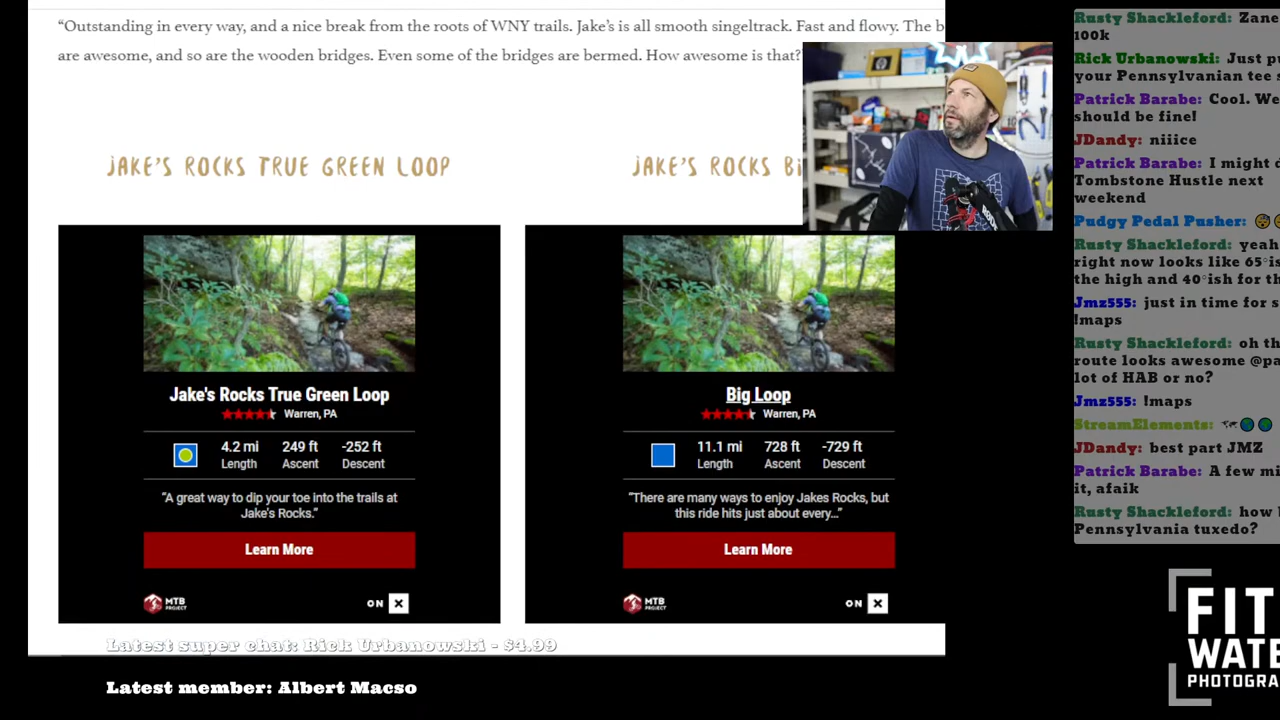 “Outstanding in every way, and a nice break from the roots of WNY trails. Jake’s is all smooth singeltrack. Fast and flowy. The b
are awesome, and so are the wooden bridges. Even some of the bridges are bermed. How awesome is that?
JAKE’S ROCKS TRUE GREEN LOOP
JAKE’S ROCKS BI
Jake's Rocks True Green Loop
Warren, PA
4.2 mi 249 ft -252 ft
Length Ascent Descent
“A great way to dip your toe into the trails at
Jake’s Rocks.”
Learn More
MTB
PROJECT
ON
Big Loop
Warren, PA
11.1 mi 728 ft -729 ft
Length Ascent Descent
“There are many ways to enjoy Jakes Rocks, but
this ride hits just about every...”
Learn More
MTB
PROJECT
ON
Latest super chat: Rick Urbanowski - $4.99
Latest member: Albert Macso
Rusty Shackleford: Zane
100k
Rick Urbanowski: Just pu
your Pennsylvanian tee s
Patrick Barabe: Cool. We
should be fine!
JDandy: niiice
Patrick Barabe: I might d
Tombstone Hustle next
weekend
Pudgy Pedal Pusher:
Rusty Shackleford: yeah
right now looks like 65°is
the high and 40°ish for th
Jmz555: just in time for s
!maps
Rusty Shackleford: oh th
route looks awesome @pa
lot of HAB or no?
Jmz555: !maps
StreamElements:
JDandy: best part JMZ
Patrick Barabe: A few mi
it, afaik
Rusty Shackleford: how b
Pennsylvania tuxedo?
FIT
WATE
PHOTOGRA